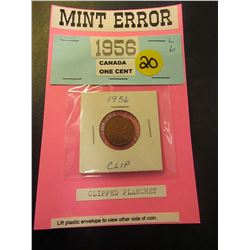 MINT ERROR
1956
CANADA
ONE CENT
20
L
6
1956
CLIP
CLIPPED PLANCHET
Lift plastic envelope to view other side of coin.